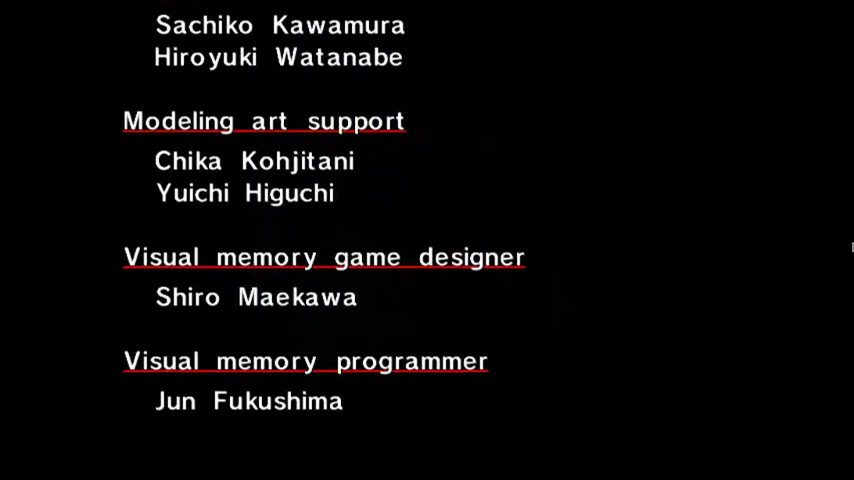 Sachiko Kawamura
Hiroyuki Watanabe
Modeling art support
Chika Kohjitani
Yuichi Higuchi
Visual memory game designer
Shiro Maekawa
Visual memory programmer
Jun Fukushima